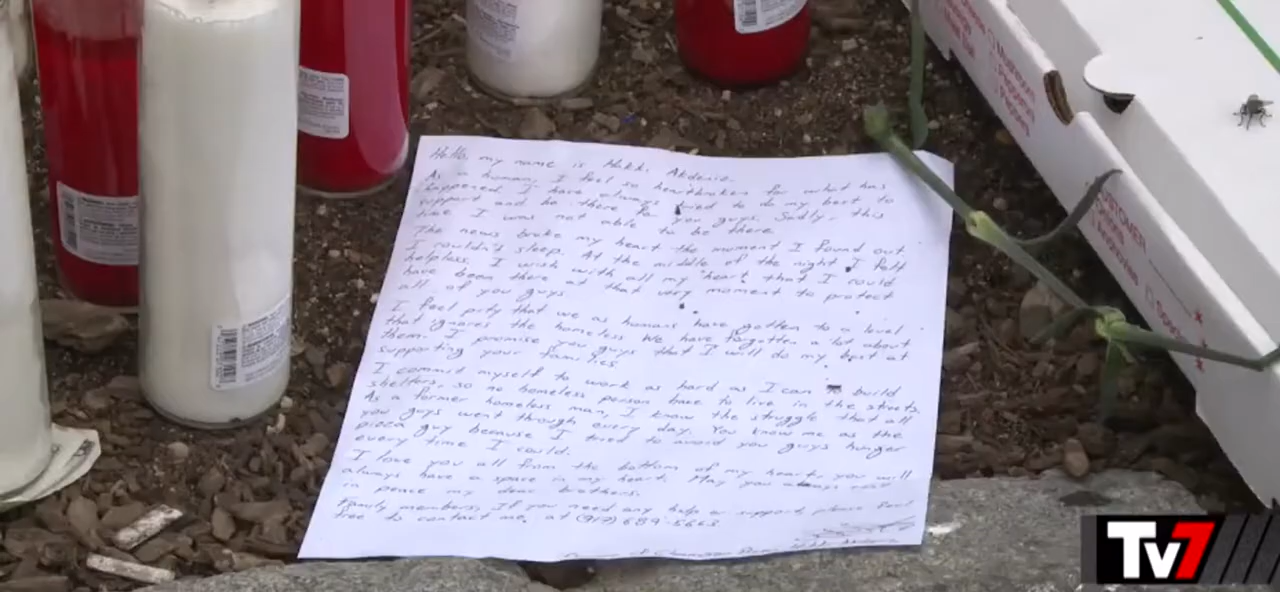 Hello, my name is Hakki Akdeniz.
As a human, I feel so heartbroken for what has
happened. I have always tried to do my best to
support and be there for you guys. Sadly, this
time I was not able to be there.
The news broke my heart the moment I found out.
I couldn't sleep. At the middle of the night I felt
helpless. I wish with all my heart that I could
have been there at that very moment to protect
all of you guys.
I feel pity that we as humans have gotten to a level
that ignores the homeless. We have forgotten a lot about
them. I promise you guys that I will do my best at
supporting your families.
I commit myself to work as hard as I can to build
shelters, so no homeless person have to live in the streets.
As a former homeless man, I know the struggle that all
you guys went through every day. You know me as the
pizza guy because I tried to avoid you guys hunger
every time I could.
I love you all from the bottom of my heart, you will
always have a space in my heart. May you always rest
in peace my dear brothers.
Family members, If you need any help or support please feel
free to contact me, at (917) 689-5663
Mushroom
Pepperoni
Peppers
CUSTOMER
Onions
Anchovies
Tv7